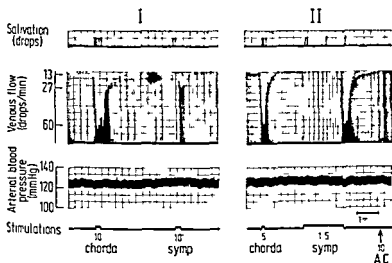 I II
Salivation
(drops)
Venous flow
(drops/min)
13
27
60
Arterial blood
pressure
(mmHg)
140
120
100
Stimulations
10 chorda
10 symp
5 chorda
15 symp
10